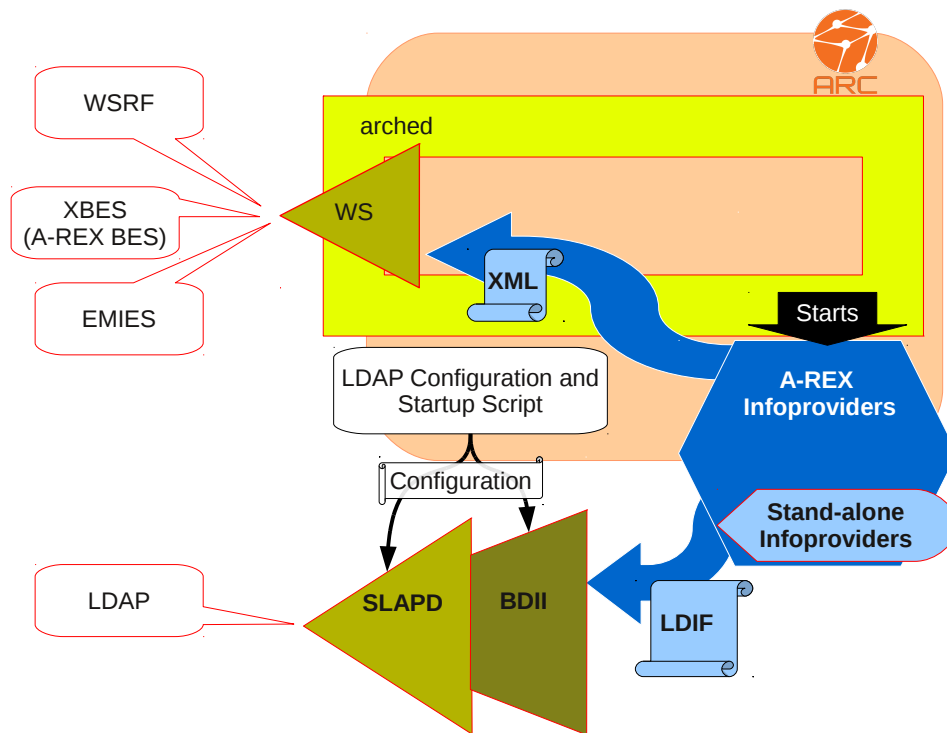 ARC
WSRF
arched
XBES
(A-REX BES)
WS
EMIES
XML
Starts
LDAP Configuration and
Startup Script
A-REX
Infoproviders
Configuration
Stand-alone
Infoproviders
LDAP
SLAPD
BDII
LDIF